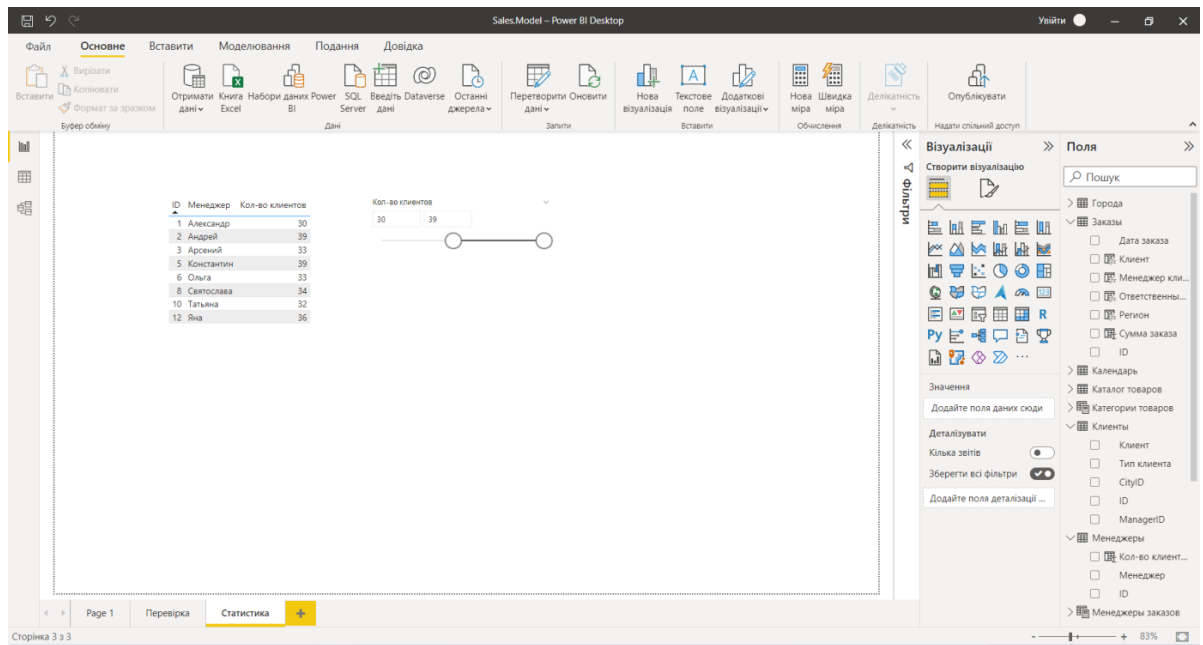 Sales.Model – Power BI Desktop
Увійти
Файл Основне Вставити Моделювання Подання Довідка
Вставити
Вирізати
Копіювати
Формат за зразком
Буфер обміну
Отримати дані
Книга Excel
Набори даних Power BI
SQL Server
Введіть дані
Dataverse
Останні джерела
Дані
Перетворити дані
Оновити
Запити
Нова візуалізація
Текстове поле
Додаткові візуалізації
Вставити
Нова міра
Швидка міра
Обчислення
Делікатність
Делікатність
Опублікувати
Надати спільний доступ
ID Менеджер Кол-во клиентов
1 Александр 30
2 Андрей 39
3 Арсений 33
5 Константин 39
6 Ольга 33
8 Святослава 34
10 Татьяна 32
12 Яна 36
Кол-во клиентов
30 39
Фільтри
Візуалізації
Створити візуалізацію
123
R
Py
Значення
Додайте поля даних сюди
Деталізувати
Кілька звітів
Зберегти всі фільтри
Додайте поля деталізації ...
Поля
Пошук
Города
Заказы
Дата заказа
Клиент
Менеджер кли...
Ответственны...
Регион
Сумма заказа
ID
Календарь
Каталог товаров
Категории товаров
Клиенты
Клиент
Тип клиента
CityID
ID
ManagerID
Менеджеры
Кол-во клиент...
Менеджер
ID
Менеджеры заказов
Page 1 Перевірка Статистика +
Сторінка 3 з 3
- + 83%